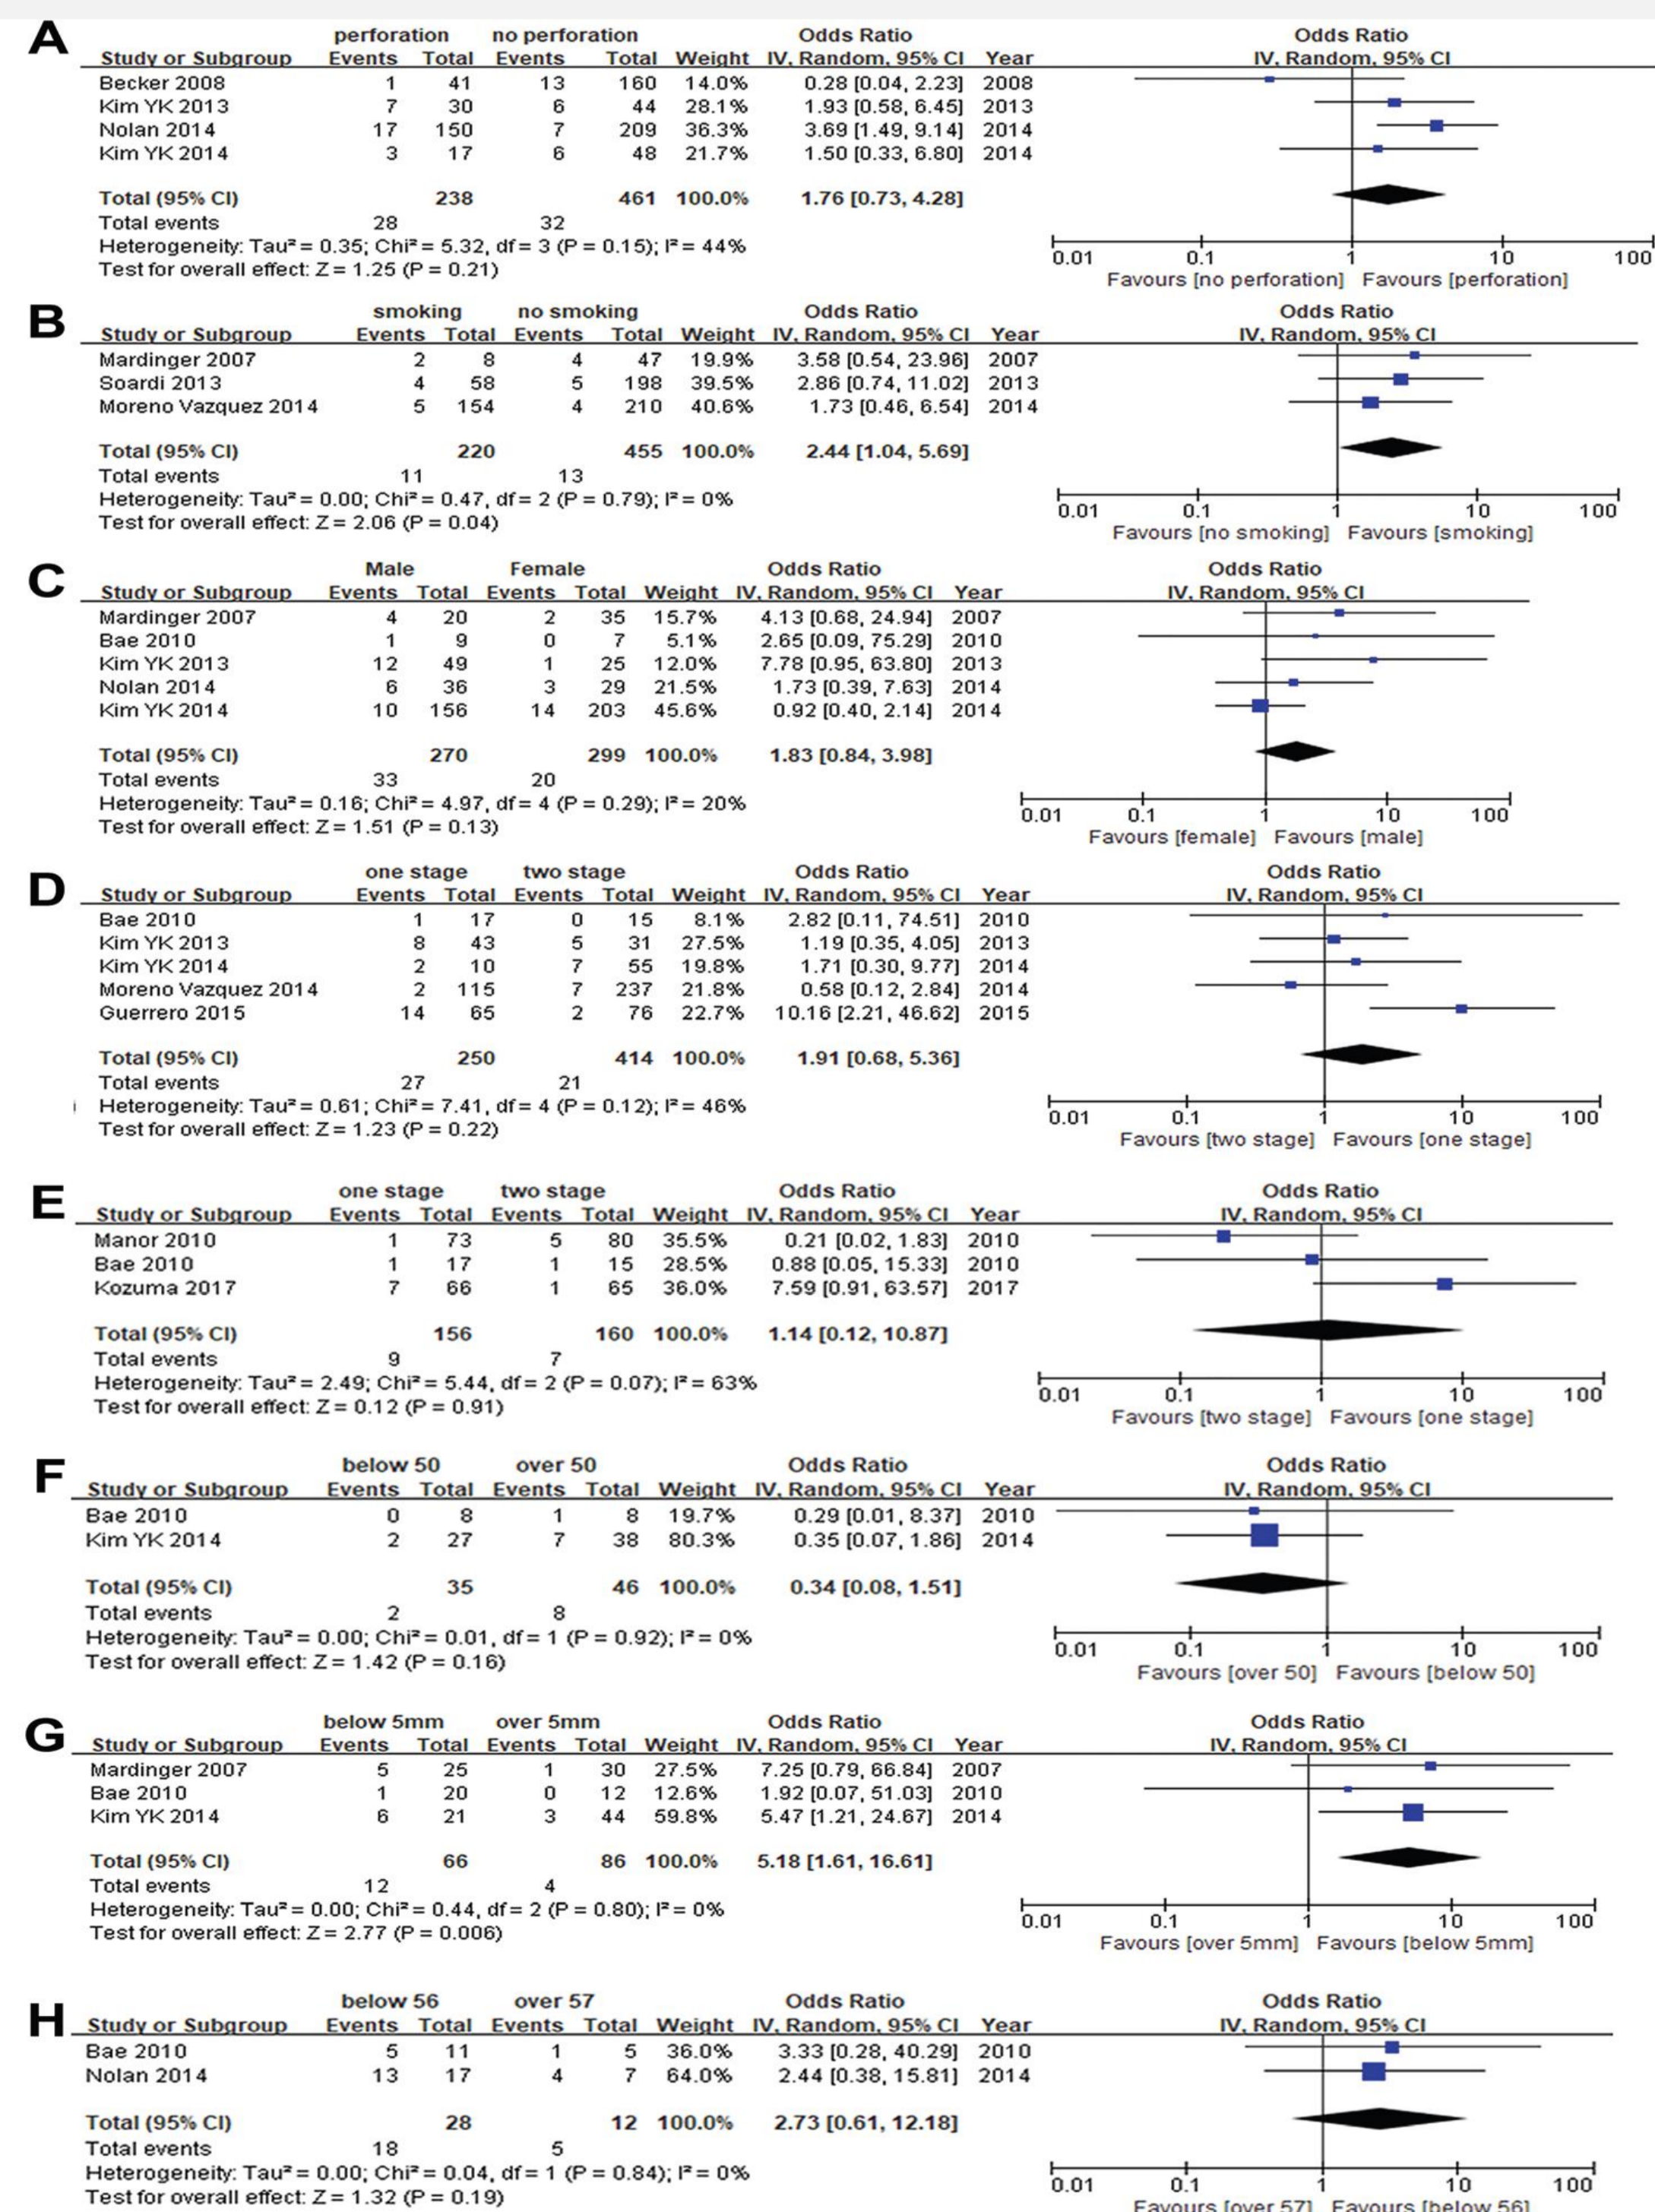 A
perforation no perforation Odds Ratio Odds Ratio
Study or Subgroup Events Total Events Total Weight IV, Random, 95% CI Year IV, Random, 95% CI
Becker 2008 1 41 13 160 14.0% 0.28 [0.04, 2.23] 2008
Kim YK 2013 7 30 6 44 28.1% 1.93 [0.58, 6.45] 2013
Nolan 2014 17 150 7 209 36.3% 3.69 [1.49, 9.14] 2014
Kim YK 2014 3 17 6 48 21.7% 1.50 [0.33, 6.80] 2014
Total (95% CI) 238 461 100.0% 1.76 [0.73, 4.28]
Total events 28 32
Heterogeneity: Tau² = 0.35; Chi² = 5.32, df = 3 (P = 0.15); I² = 44%
Test for overall effect: Z = 1.25 (P = 0.21)
0.01 0.1 1 10 100
Favours [no perforation] Favours [perforation]
B
smoking no smoking Odds Ratio Odds Ratio
Study or Subgroup Events Total Events Total Weight IV, Random, 95% CI Year IV, Random, 95% CI
Mardinger 2007 2 8 4 47 19.9% 3.58 [0.54, 23.96] 2007
Soardi 2013 4 58 5 198 39.5% 2.86 [0.74, 11.02] 2013
Moreno Vazquez 2014 5 154 4 210 40.6% 1.73 [0.46, 6.54] 2014
Total (95% CI) 220 455 100.0% 2.44 [1.04, 5.69]
Total events 11 13
Heterogeneity: Tau² = 0.00; Chi² = 0.47, df = 2 (P = 0.79); I² = 0%
Test for overall effect: Z = 2.06 (P = 0.04)
0.01 0.1 1 10 100
Favours [no smoking] Favours [smoking]
C
Male Female Odds Ratio Odds Ratio
Study or Subgroup Events Total Events Total Weight IV, Random, 95% CI Year IV, Random, 95% CI
Mardinger 2007 4 20 2 35 15.7% 4.13 [0.68, 24.94] 2007
Bae 2010 1 9 0 7 5.1% 2.65 [0.09, 75.29] 2010
Kim YK 2013 12 49 1 25 12.0% 7.78 [0.95, 63.80] 2013
Nolan 2014 6 36 3 29 21.5% 1.73 [0.39, 7.63] 2014
Kim YK 2014 10 156 14 203 45.6% 0.92 [0.40, 2.14] 2014
Total (95% CI) 270 299 100.0% 1.83 [0.84, 3.98]
Total events 33 20
Heterogeneity: Tau² = 0.16; Chi² = 4.97, df = 4 (P = 0.29); I² = 20%
Test for overall effect: Z = 1.51 (P = 0.13)
0.01 0.1 1 10 100
Favours [female] Favours [male]
D
one stage two stage Odds Ratio Odds Ratio
Study or Subgroup Events Total Events Total Weight IV, Random, 95% CI Year IV, Random, 95% CI
Bae 2010 1 17 0 15 8.1% 2.82 [0.11, 74.51] 2010
Kim YK 2013 8 43 5 31 27.5% 1.19 [0.35, 4.05] 2013
Kim YK 2014 2 10 7 55 19.8% 1.71 [0.30, 9.77] 2014
Moreno Vazquez 2014 2 115 7 237 21.8% 0.58 [0.12, 2.84] 2014
Guerrero 2015 14 65 2 76 22.7% 10.16 [2.21, 46.62] 2015
Total (95% CI) 250 414 100.0% 1.91 [0.68, 5.36]
Total events 27 21
Heterogeneity: Tau² = 0.61; Chi² = 7.41, df = 4 (P = 0.12); I² = 46%
Test for overall effect: Z = 1.23 (P = 0.22)
0.01 0.1 1 10 100
Favours [two stage] Favours [one stage]
E
one stage two stage Odds Ratio Odds Ratio
Study or Subgroup Events Total Events Total Weight IV, Random, 95% CI Year IV, Random, 95% CI
Manor 2010 1 73 5 80 35.5% 0.21 [0.02, 1.83] 2010
Bae 2010 1 17 1 15 28.5% 0.88 [0.05, 15.33] 2010
Kozuma 2017 7 66 1 65 36.0% 7.59 [0.91, 63.57] 2017
Total (95% CI) 156 160 100.0% 1.14 [0.12, 10.87]
Total events 9 7
Heterogeneity: Tau² = 2.49; Chi² = 5.44, df = 2 (P = 0.07); I² = 63%
Test for overall effect: Z = 0.12 (P = 0.91)
0.01 0.1 1 10 100
Favours [two stage] Favours [one stage]
F
below 50 over 50 Odds Ratio Odds Ratio
Study or Subgroup Events Total Events Total Weight IV, Random, 95% CI Year IV, Random, 95% CI
Bae 2010 0 8 1 8 19.7% 0.29 [0.01, 8.37] 2010
Kim YK 2014 2 27 7 38 80.3% 0.35 [0.07, 1.86] 2014
Total (95% CI) 35 46 100.0% 0.34 [0.08, 1.51]
Total events 2 8
Heterogeneity: Tau² = 0.00; Chi² = 0.01, df = 1 (P = 0.92); I² = 0%
Test for overall effect: Z = 1.42 (P = 0.16)
0.01 0.1 1 10 100
Favours [over 50] Favours [below 50]
G
below 5mm over 5mm Odds Ratio Odds Ratio
Study or Subgroup Events Total Events Total Weight IV, Random, 95% CI Year IV, Random, 95% CI
Mardinger 2007 5 25 1 30 27.5% 7.25 [0.79, 66.84] 2007
Bae 2010 1 20 0 12 12.6% 1.92 [0.07, 51.03] 2010
Kim YK 2014 6 21 3 44 59.8% 5.47 [1.21, 24.67] 2014
Total (95% CI) 66 86 100.0% 5.18 [1.61, 16.61]
Total events 12 4
Heterogeneity: Tau² = 0.00; Chi² = 0.44, df = 2 (P = 0.80); I² = 0%
Test for overall effect: Z = 2.77 (P = 0.006)
0.01 0.1 1 10 100
Favours [over 5mm] Favours [below 5mm]
H
below 56 over 57 Odds Ratio Odds Ratio
Study or Subgroup Events Total Events Total Weight IV, Random, 95% CI Year IV, Random, 95% CI
Bae 2010 5 11 1 5 36.0% 3.33 [0.28, 40.29] 2010
Nolan 2014 13 17 4 7 64.0% 2.44 [0.38, 15.81] 2014
Total (95% CI) 28 12 100.0% 2.73 [0.61, 12.18]
Total events 18 5
Heterogeneity: Tau² = 0.00; Chi² = 0.04, df = 1 (P = 0.84); I² = 0%
Test for overall effect: Z = 1.32 (P = 0.19)
0.01 0.1 1 10 100
Favours [over 57] Favours [below 56]